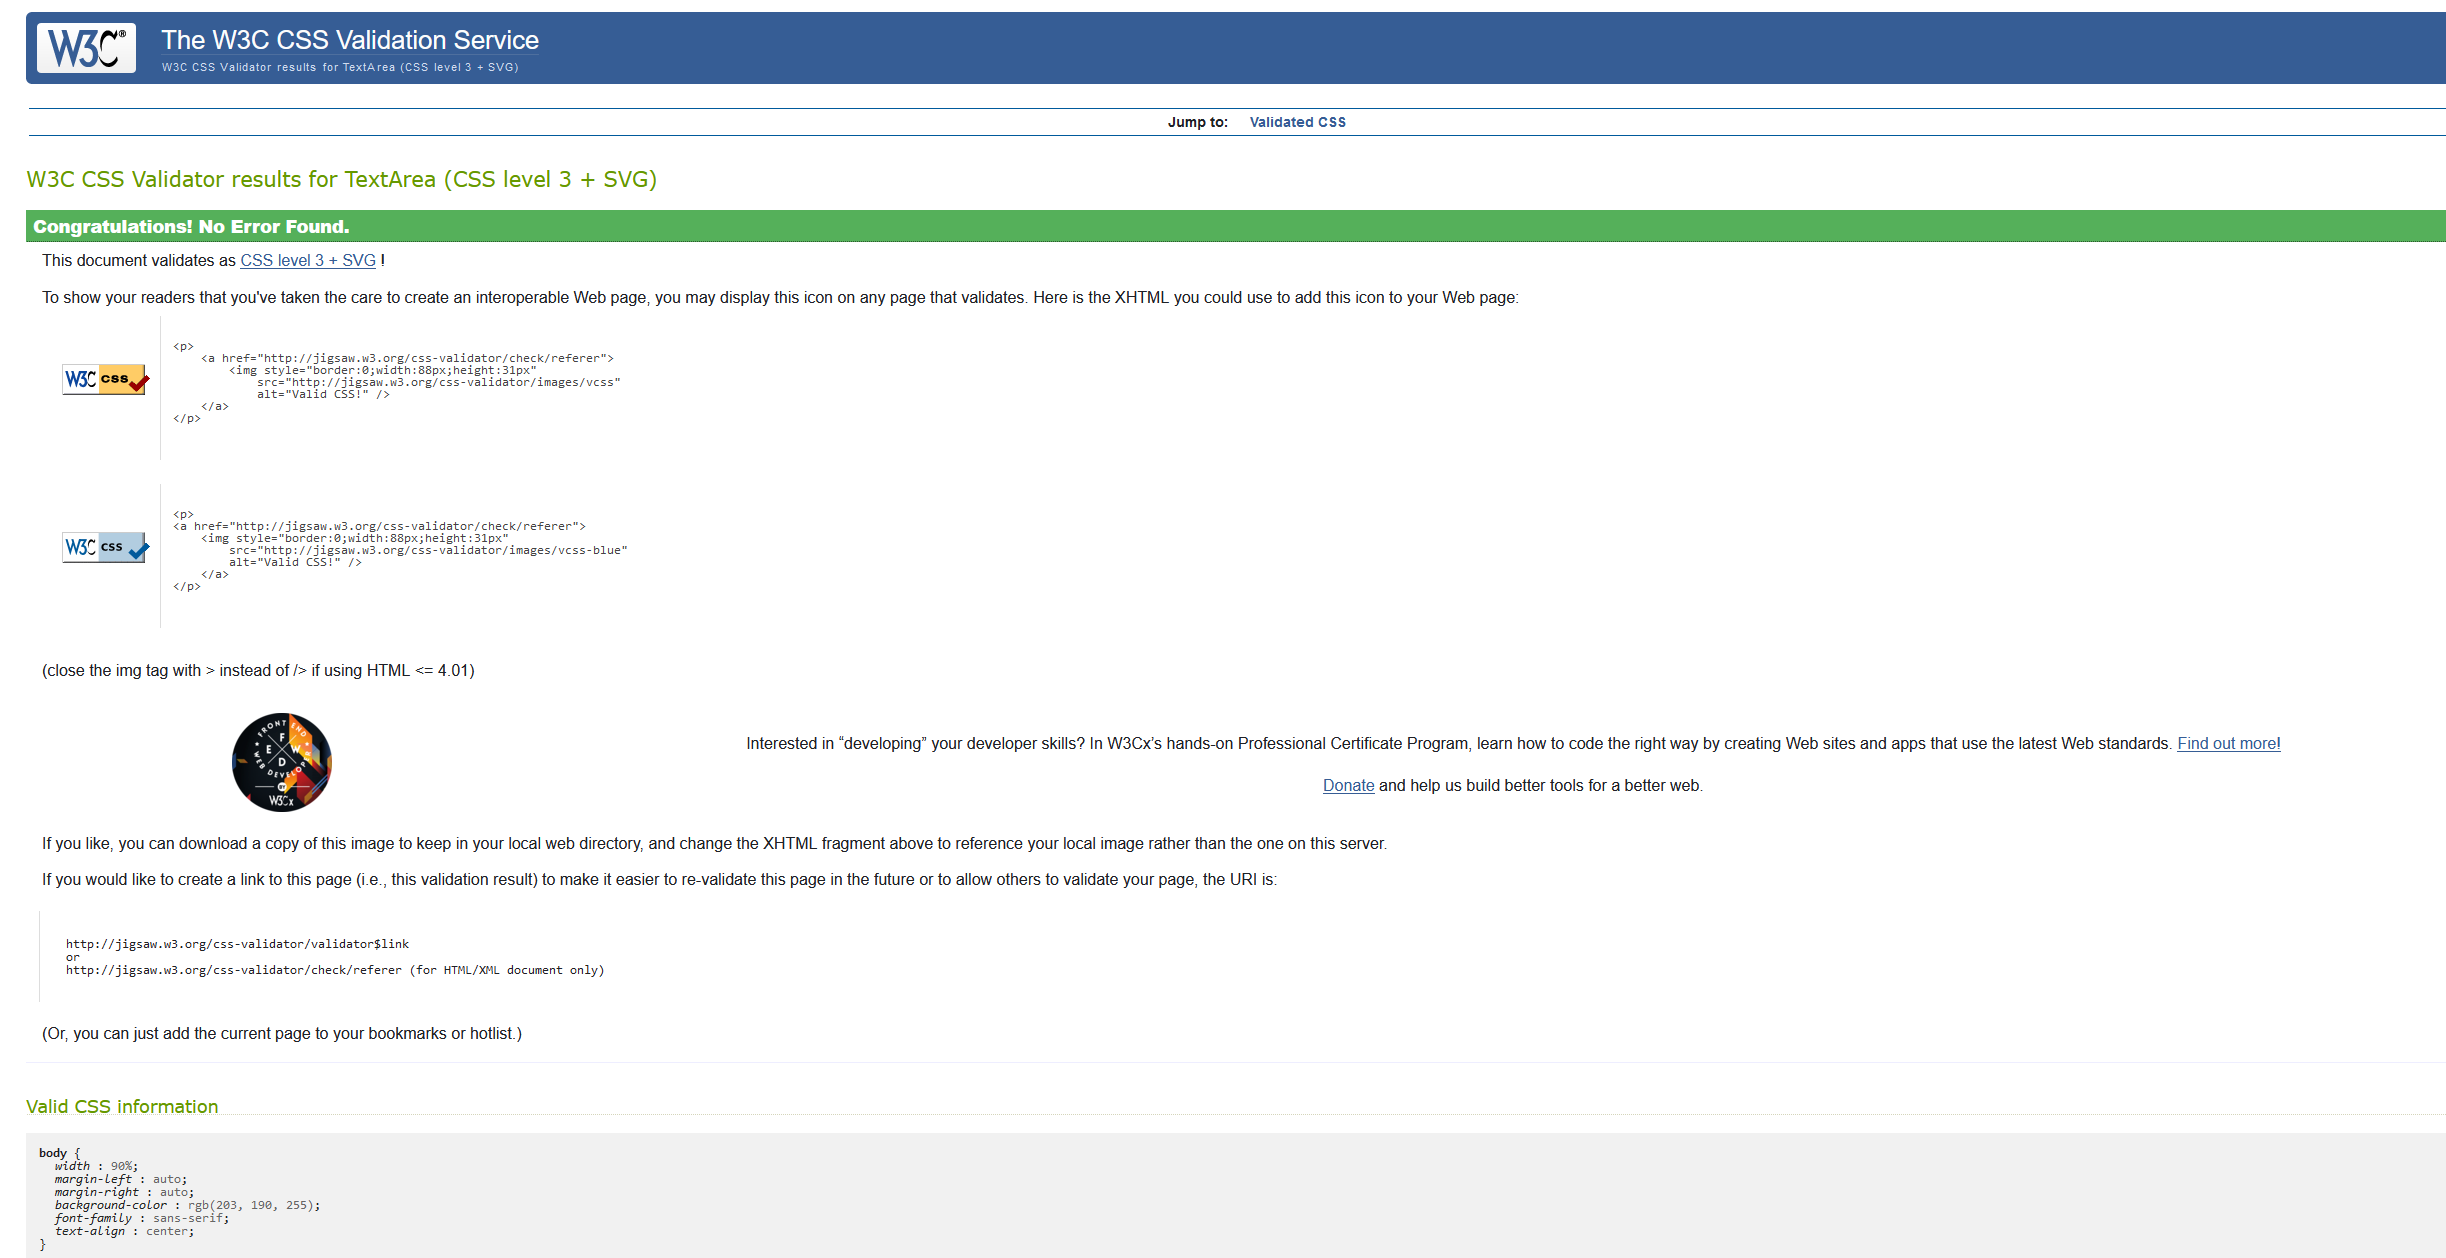 W3C®
The W3C CSS Validation Service
W3C CSS Validator results for TextArea (CSS level 3 + SVG)
Jump to: Validated CSS
W3C CSS Validator results for TextArea (CSS level 3 + SVG)
Congratulations! No Error Found.
This document validates as CSS level 3 + SVG !
To show your readers that you've taken the care to create an interoperable Web page, you may display this icon on any page that validates. Here is the XHTML you could use to add this icon to your Web page:
W3C css
<p>
    <a href="http://jigsaw.w3.org/css-validator/check/referer">
        <img style="border:0;width:88px;height:31px"
            src="http://jigsaw.w3.org/css-validator/images/vcss"
            alt="Valid CSS!" />
    </a>
</p>
W3C css
<p>
<a href="http://jigsaw.w3.org/css-validator/check/referer">
    <img style="border:0;width:88px;height:31px"
        src="http://jigsaw.w3.org/css-validator/images/vcss-blue"
        alt="Valid CSS!" />
    </a>
</p>
(close the img tag with > instead of /> if using HTML <= 4.01)
FRONT END
F
E W
D
WEB DEVELOPER
BY
W3Cx
Interested in “developing” your developer skills? In W3Cx’s hands-on Professional Certificate Program, learn how to code the right way by creating Web sites and apps that use the latest Web standards. Find out more!
Donate and help us build better tools for a better web.
If you like, you can download a copy of this image to keep in your local web directory, and change the XHTML fragment above to reference your local image rather than the one on this server.
If you would like to create a link to this page (i.e., this validation result) to make it easier to re-validate this page in the future or to allow others to validate your page, the URI is:
http://jigsaw.w3.org/css-validator/validator$link
or
http://jigsaw.w3.org/css-validator/check/referer (for HTML/XML document only)
(Or, you can just add the current page to your bookmarks or hotlist.)
Valid CSS information
body {
width : 90%;
margin-left : auto;
margin-right : auto;
background-color : rgb(203, 190, 255);
font-family : sans-serif;
text-align : center;
}